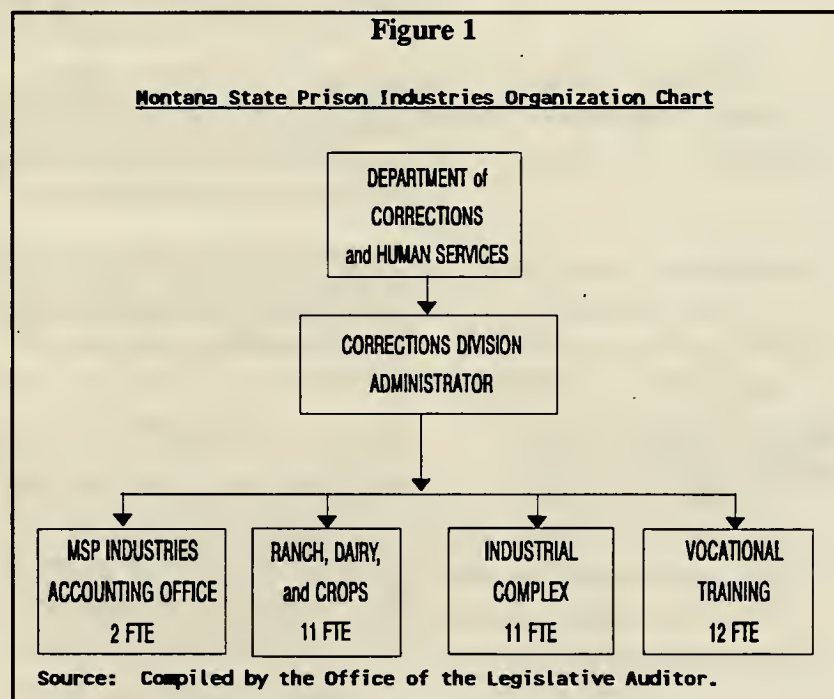 Figure 1
Montana State Prison Industries Organization Chart
DEPARTMENT of
CORRECTIONS
and HUMAN SERVICES
CORRECTIONS DIVISION
ADMINISTRATOR
MSP INDUSTRIES
ACCOUNTING OFFICE
2 FTE
RANCH, DAIRY,
and CROPS
11 FTE
INDUSTRIAL
COMPLEX
11 FTE
VOCATIONAL
TRAINING
12 FTE
Source: Compiled by the Office of the Legislative Auditor.